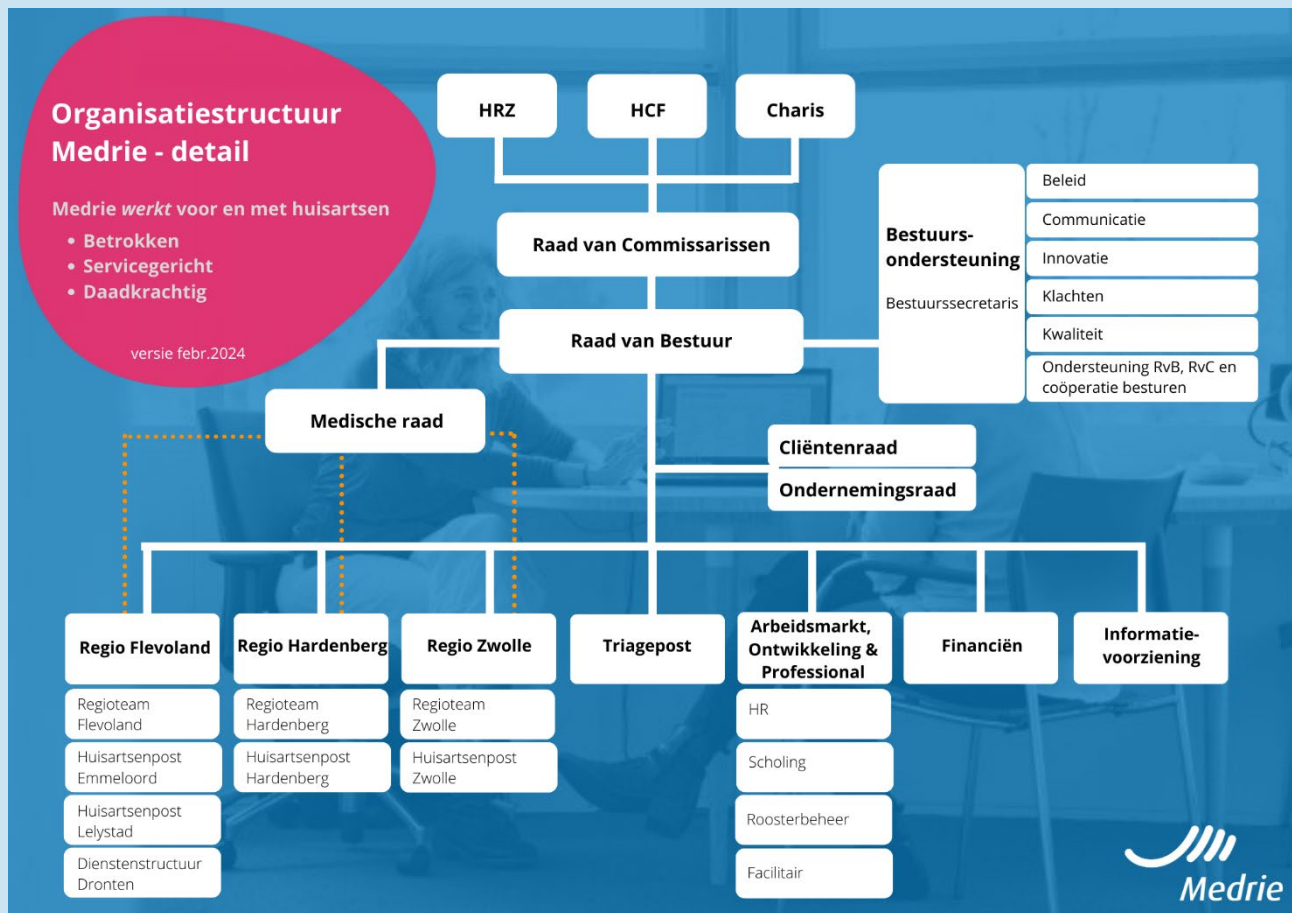 Organisatiestructuur
Medrie - detail
Medrie werkt voor en met huisartsen
• Betrokken
• Servicegericht
• Daadkrachtig
versie febr.2024
HRZ
HCF
Charis
Raad van Commissarissen
Raad van Bestuur
Bestuurs-
ondersteuning
Bestuurssecretaris
Beleid
Communicatie
Innovatie
Klachten
Kwaliteit
Ondersteuning RvB, RvC en
coöperatie besturen
Medische raad
Cliëntenraad
Ondernemingsraad
Regio Flevoland
Regioteam
Flevoland
Huisartsenpost
Emmeloord
Huisartsenpost
Lelystad
Dienstenstructuur
Dronten
Regio Hardenberg
Regioteam
Hardenberg
Huisartsenpost
Hardenberg
Regio Zwolle
Regioteam
Zwolle
Huisartsenpost
Zwolle
Triagepost
Arbeidsmarkt,
Ontwikkeling &
Professional
HR
Scholing
Roosterbeheer
Facilitair
Financiën
Informatie-
voorziening
Medrie